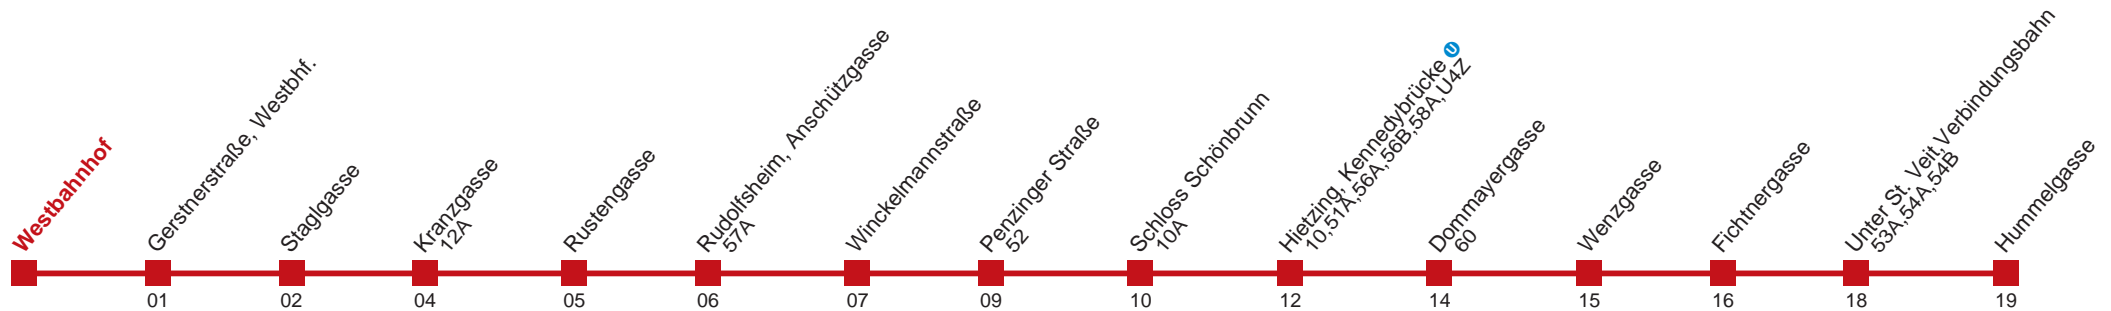 Westbahnhof
Gerstnerstraße, Westbhf.
Staglgasse
Kranzgasse
12A
Rustengasse
Rudolfsheim, Anschützgasse
57A
Winckelmannstraße
Penzinger Straße
52
Schloss Schönbrunn
10A
Hietzing, Kennedybrücke U
10,51A,56A,56B,58A,U4Z
Dommayergasse
60
Wenzgasse
Fichtnergasse
Unter St. Veit,Verbindungsbahn
53A,54A,54B
Hummelgasse
01 02 04 05 06 07 09 10 12 14 15 16 18 19